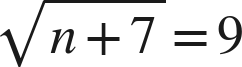 √(n + 7) = 9